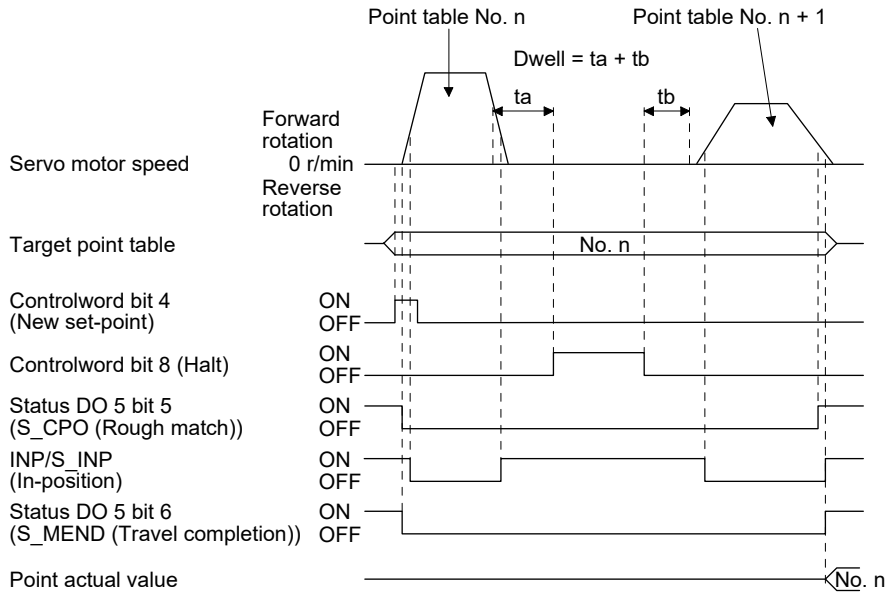 Point table No. n
Point table No. n + 1
Dwell = ta + tb
ta
tb
Forward
rotation
Servo motor speed
0 r/min
Reverse
rotation
Target point table
No. n
Controlword bit 4
(New set-point)
ON
OFF
Controlword bit 8 (Halt)
ON
OFF
Status DO 5 bit 5
(S_CPO (Rough match))
ON
OFF
INP/S_INP
(In-position)
ON
OFF
Status DO 5 bit 6
(S_MEND (Travel completion))
ON
OFF
Point actual value
No. n